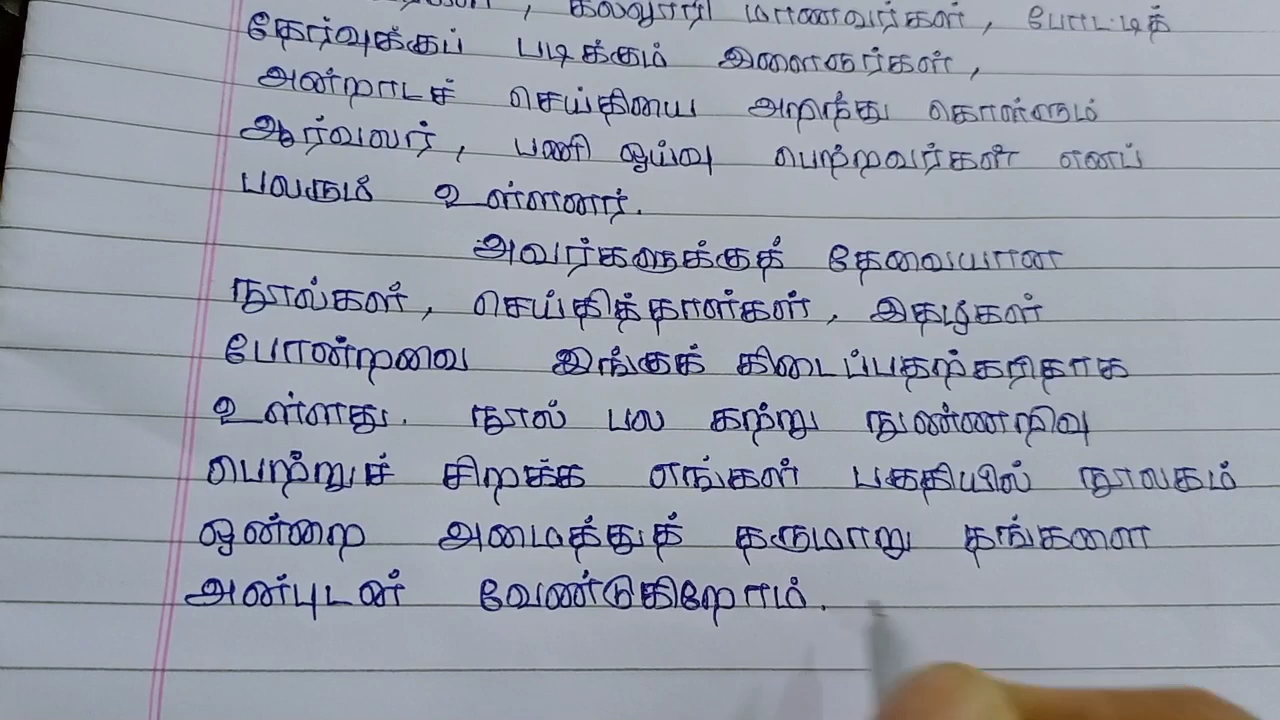 , கல்லூரி மாணவர்கள் , போட்டித்
தேர்வுக்குப் படிக்கும் இளைஞர்கள் ,
அன்றாடச் செய்தியை அறிந்து கொள்ளும்
ஆர்வலர் , பணி ஓய்வு பெற்றவர்கள் எனப்
பலரும் உள்ளனர்.
அவர்களுக்குத் தேவையான
நூல்கள் , செய்தித்தாள்கள் , இதழ்கள்
போன்றவை இங்குக் கிடைப்பதற்கரிதாக
உள்ளது. நூல் பல கற்று நுண்ணறிவு
பெற்றுச் சிறக்க எங்கள் பகுதியில் நூலகம்
ஒன்றை அமைத்துத் தருமாறு தங்களை
அன்புடன் வேண்டுகிறோம்.